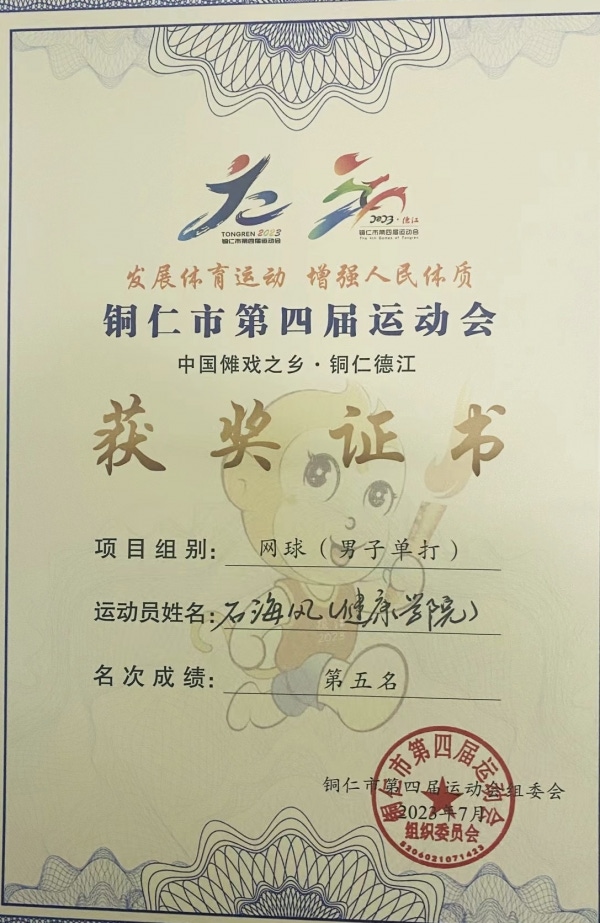 TONGREN 2023
铜仁市第四届运动会
2023·德江
铜仁市第四届运动会
The 4th Games of Tongren
发展体育运动 增强人民体质
铜仁市第四届运动会
中国傩戏之乡·铜仁德江
获奖证书
项目组别：网球（男子单打）
运动员姓名：石海风（健康学院）
名次成绩：第五名
铜仁市第四届运动会组委会
2023年7月
铜仁市第四届运动会
组织委员会
5206021071423